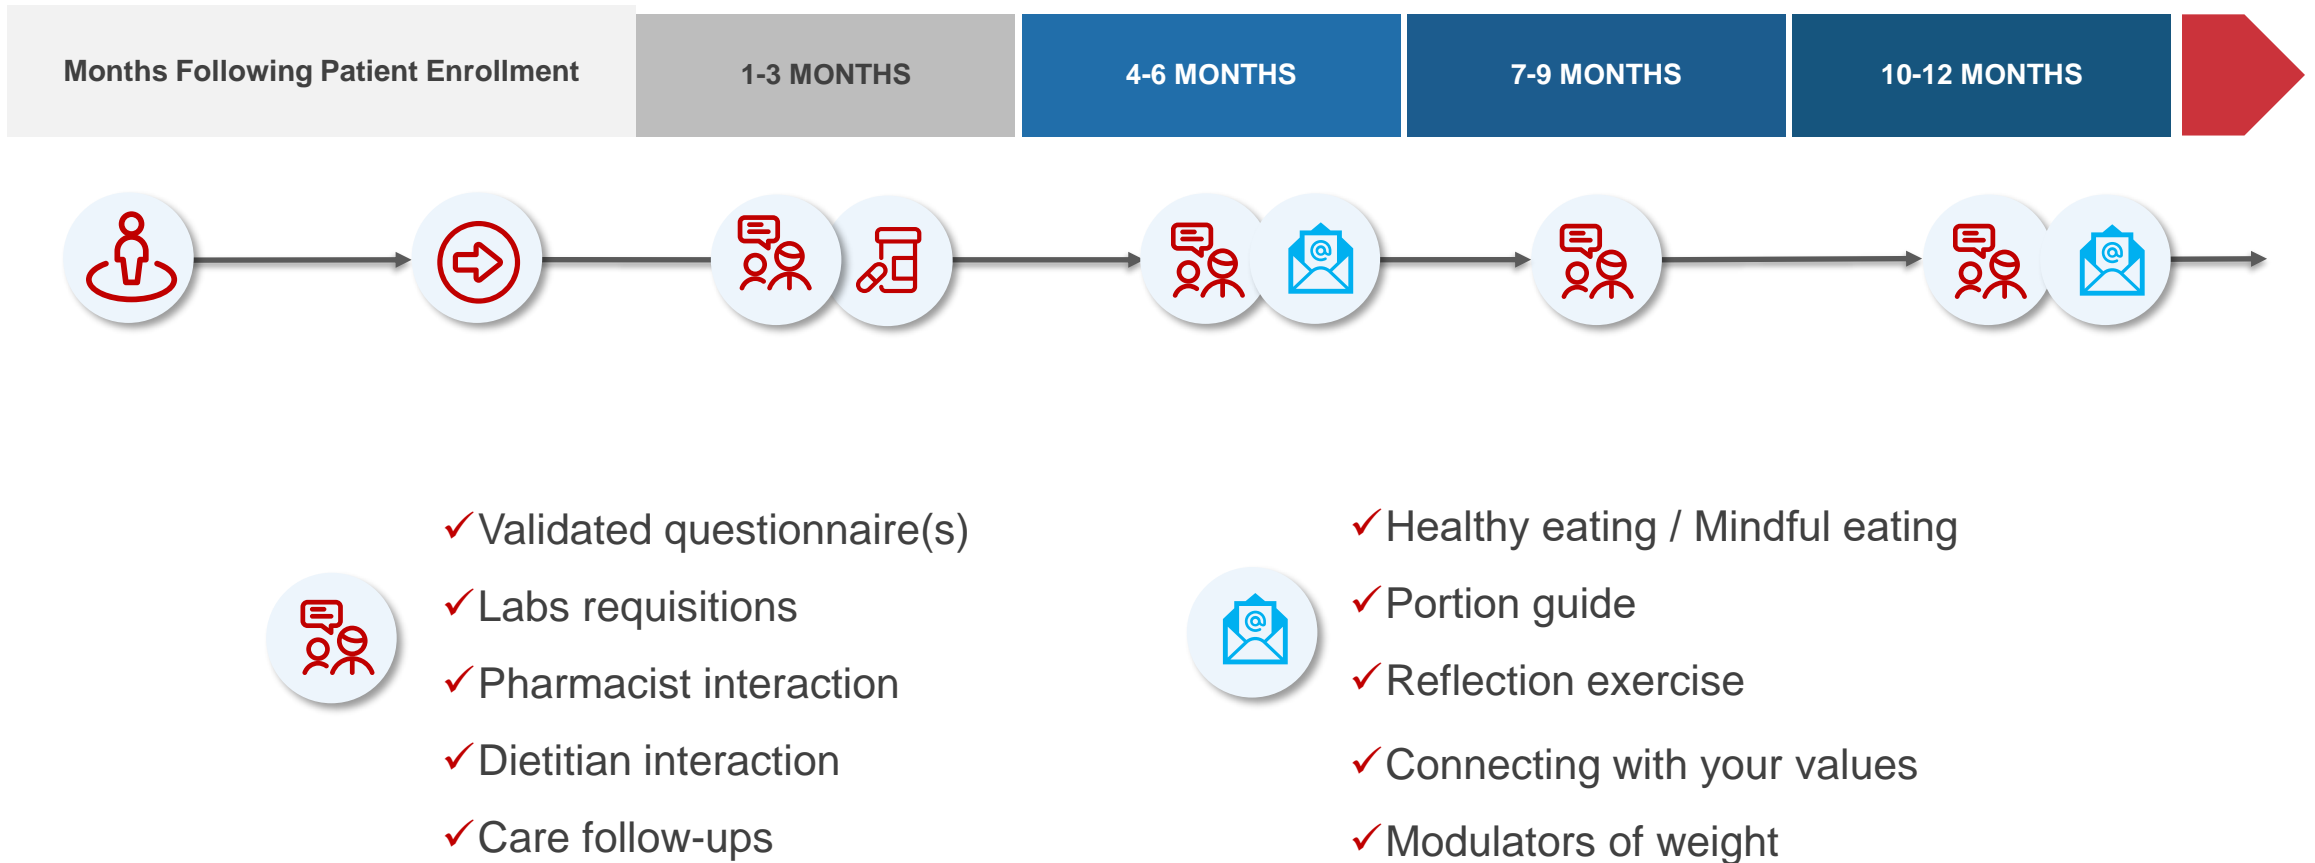 Months Following Patient Enrollment
1-3 MONTHS
4-6 MONTHS
7-9 MONTHS
10-12 MONTHS
@
@
✓Validated questionnaire(s)
✓Labs requisitions
✓Pharmacist interaction
✓Dietitian interaction
✓Care follow-ups
@
✓Healthy eating / Mindful eating
✓Portion guide
✓Reflection exercise
✓Connecting with your values
✓Modulators of weight